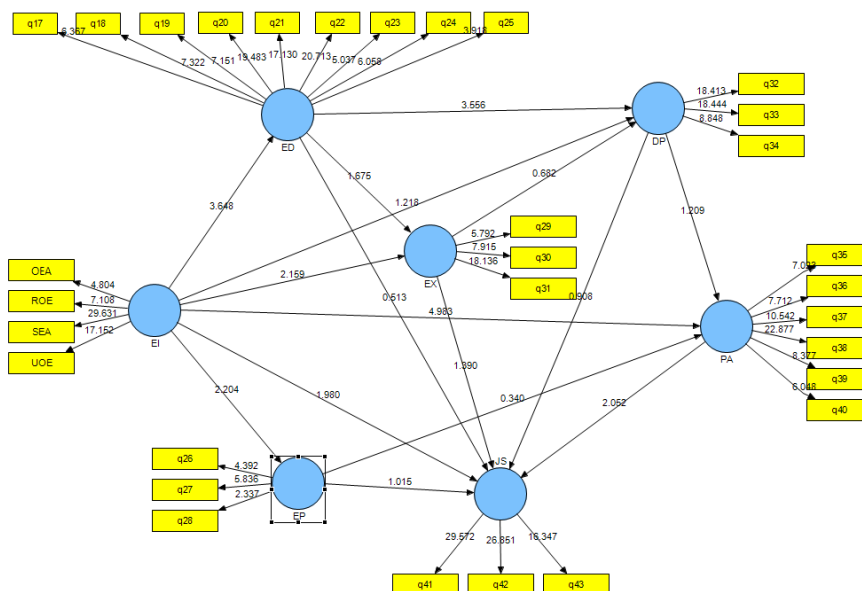 q17
q18
q19
q20
q21
q22
q23
q24
q25
6.367
7.322
7.151
19.483
17.130
20.713
5.037
6.058
3.918
ED
3.556
DP
q32
18.413
q33
18.444
q34
8.848
1.675
0.682
1.218
1.209
3.648
q29
5.792
q30
7.915
q31
18.136
EX
2.159
0.513
0.908
4.983
OEA
4.804
ROE
7.108
SEA
29.631
UOE
17.152
EI
q35
q36
7.712
q37
10.542
q38
22.877
q39
8.377
q40
6.048
PA
2.204
1.980
1.390
0.340
2.052
q26
4.392
q27
5.836
q28
2.337
EP
1.015
JS
29.572
26.851
16.347
q41
q42
q43